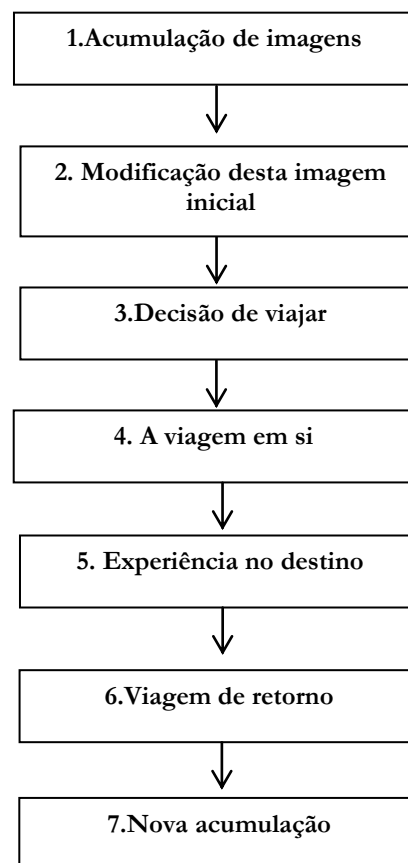 1.Acumulação de imagens
2. Modificação desta imagem
inicial
3.Decisão de viajar
4. A viagem em si
5. Experiência no destino
6.Viagem de retorno
7.Nova acumulação